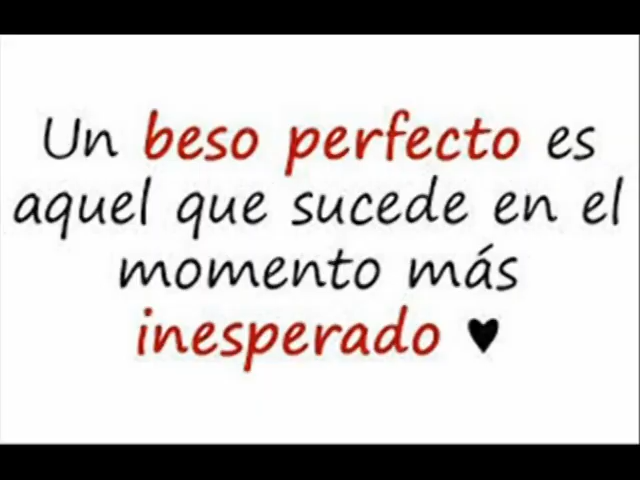 Un beso perfecto es
aquel que sucede en el
momento más
inesperado ♥